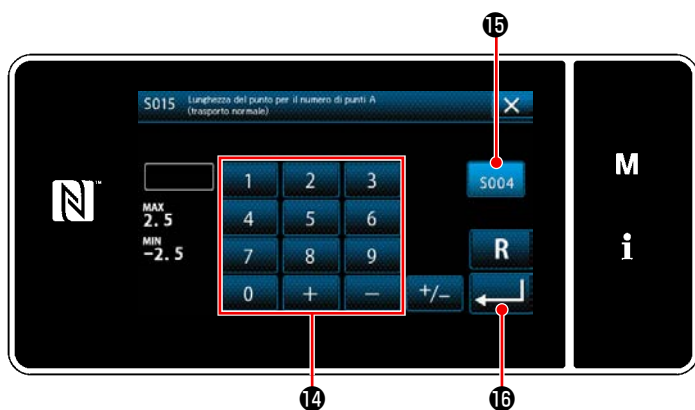 ⓯
S015 Lunghezza del punto per il numero di punti A
(trasporto normale)
X
N™
1 2 3
S004
M
MAX
2. 5
4 5 6
MIN
−2. 5
7 8 9
R
i
0 + − +/−
⓮ ⓰